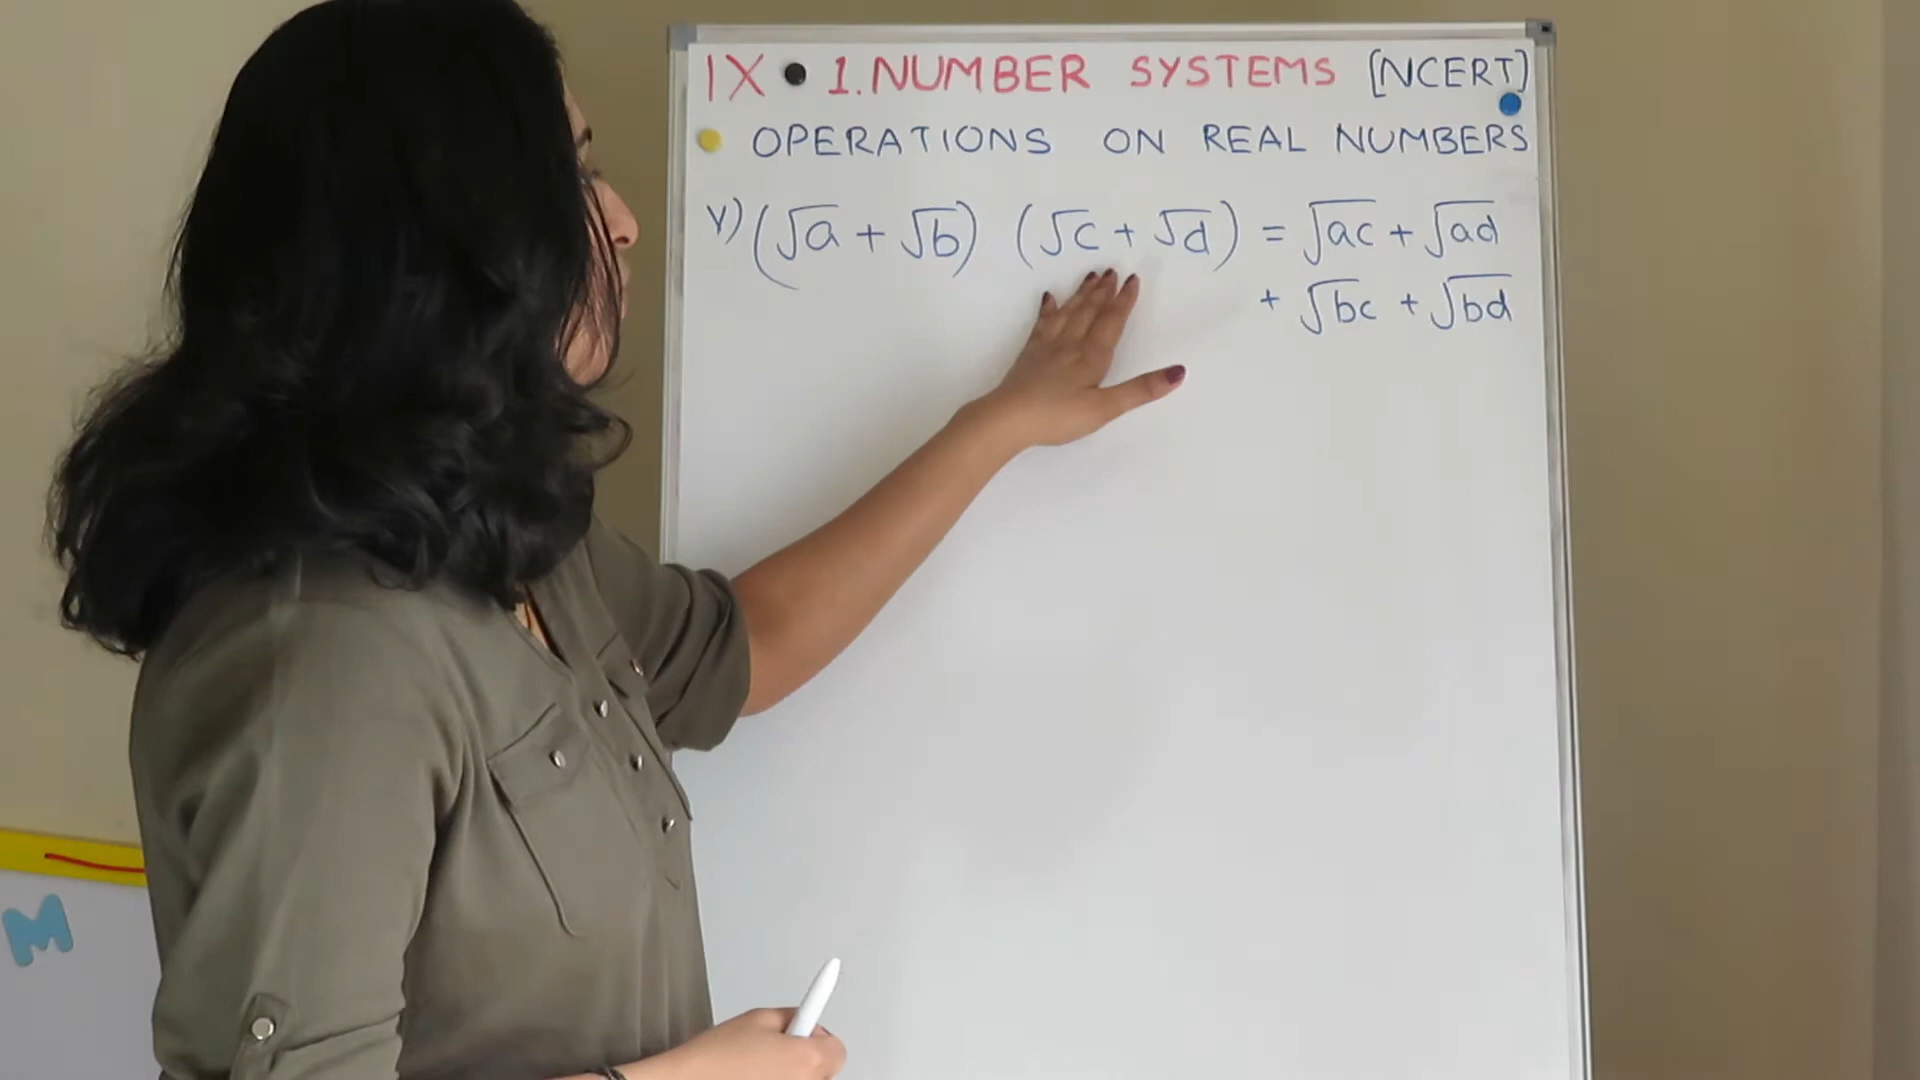 IX • 1. NUMBER SYSTEMS [NCERT]
OPERATIONS ON REAL NUMBERS
v) (√a + √b) (√c + √d) = √ac + √ad
+ √bc + √bd
M